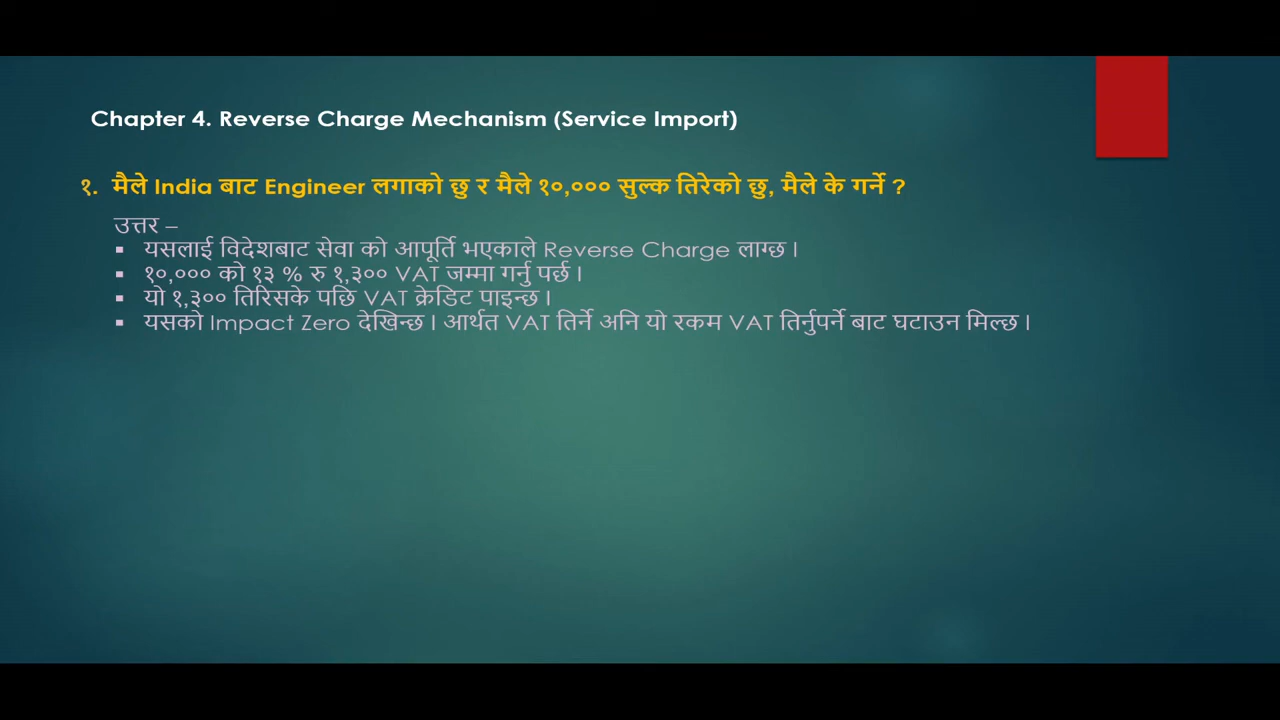 Chapter 4. Reverse Charge Mechanism (Service Import)
१. मैले India बाट Engineer लगाको छु र मैले १०,००० सुल्क तिरेको छु, मैले के गर्ने ?
उत्तर –
▪ यसलाई विदेशबाट सेवा को आपूर्ति भएकाले Reverse Charge लाग्छ ।
▪ १०,००० को १३ % रु १,३०० VAT जम्मा गर्नु पर्छ ।
▪ यो १,३०० तिरिसके पछि VAT क्रेडिट पाइन्छ ।
▪ यसको Impact Zero देखिन्छ । आर्थत VAT तिर्ने अनि यो रकम VAT तिर्नुपर्ने बाट घटाउन मिल्छ ।